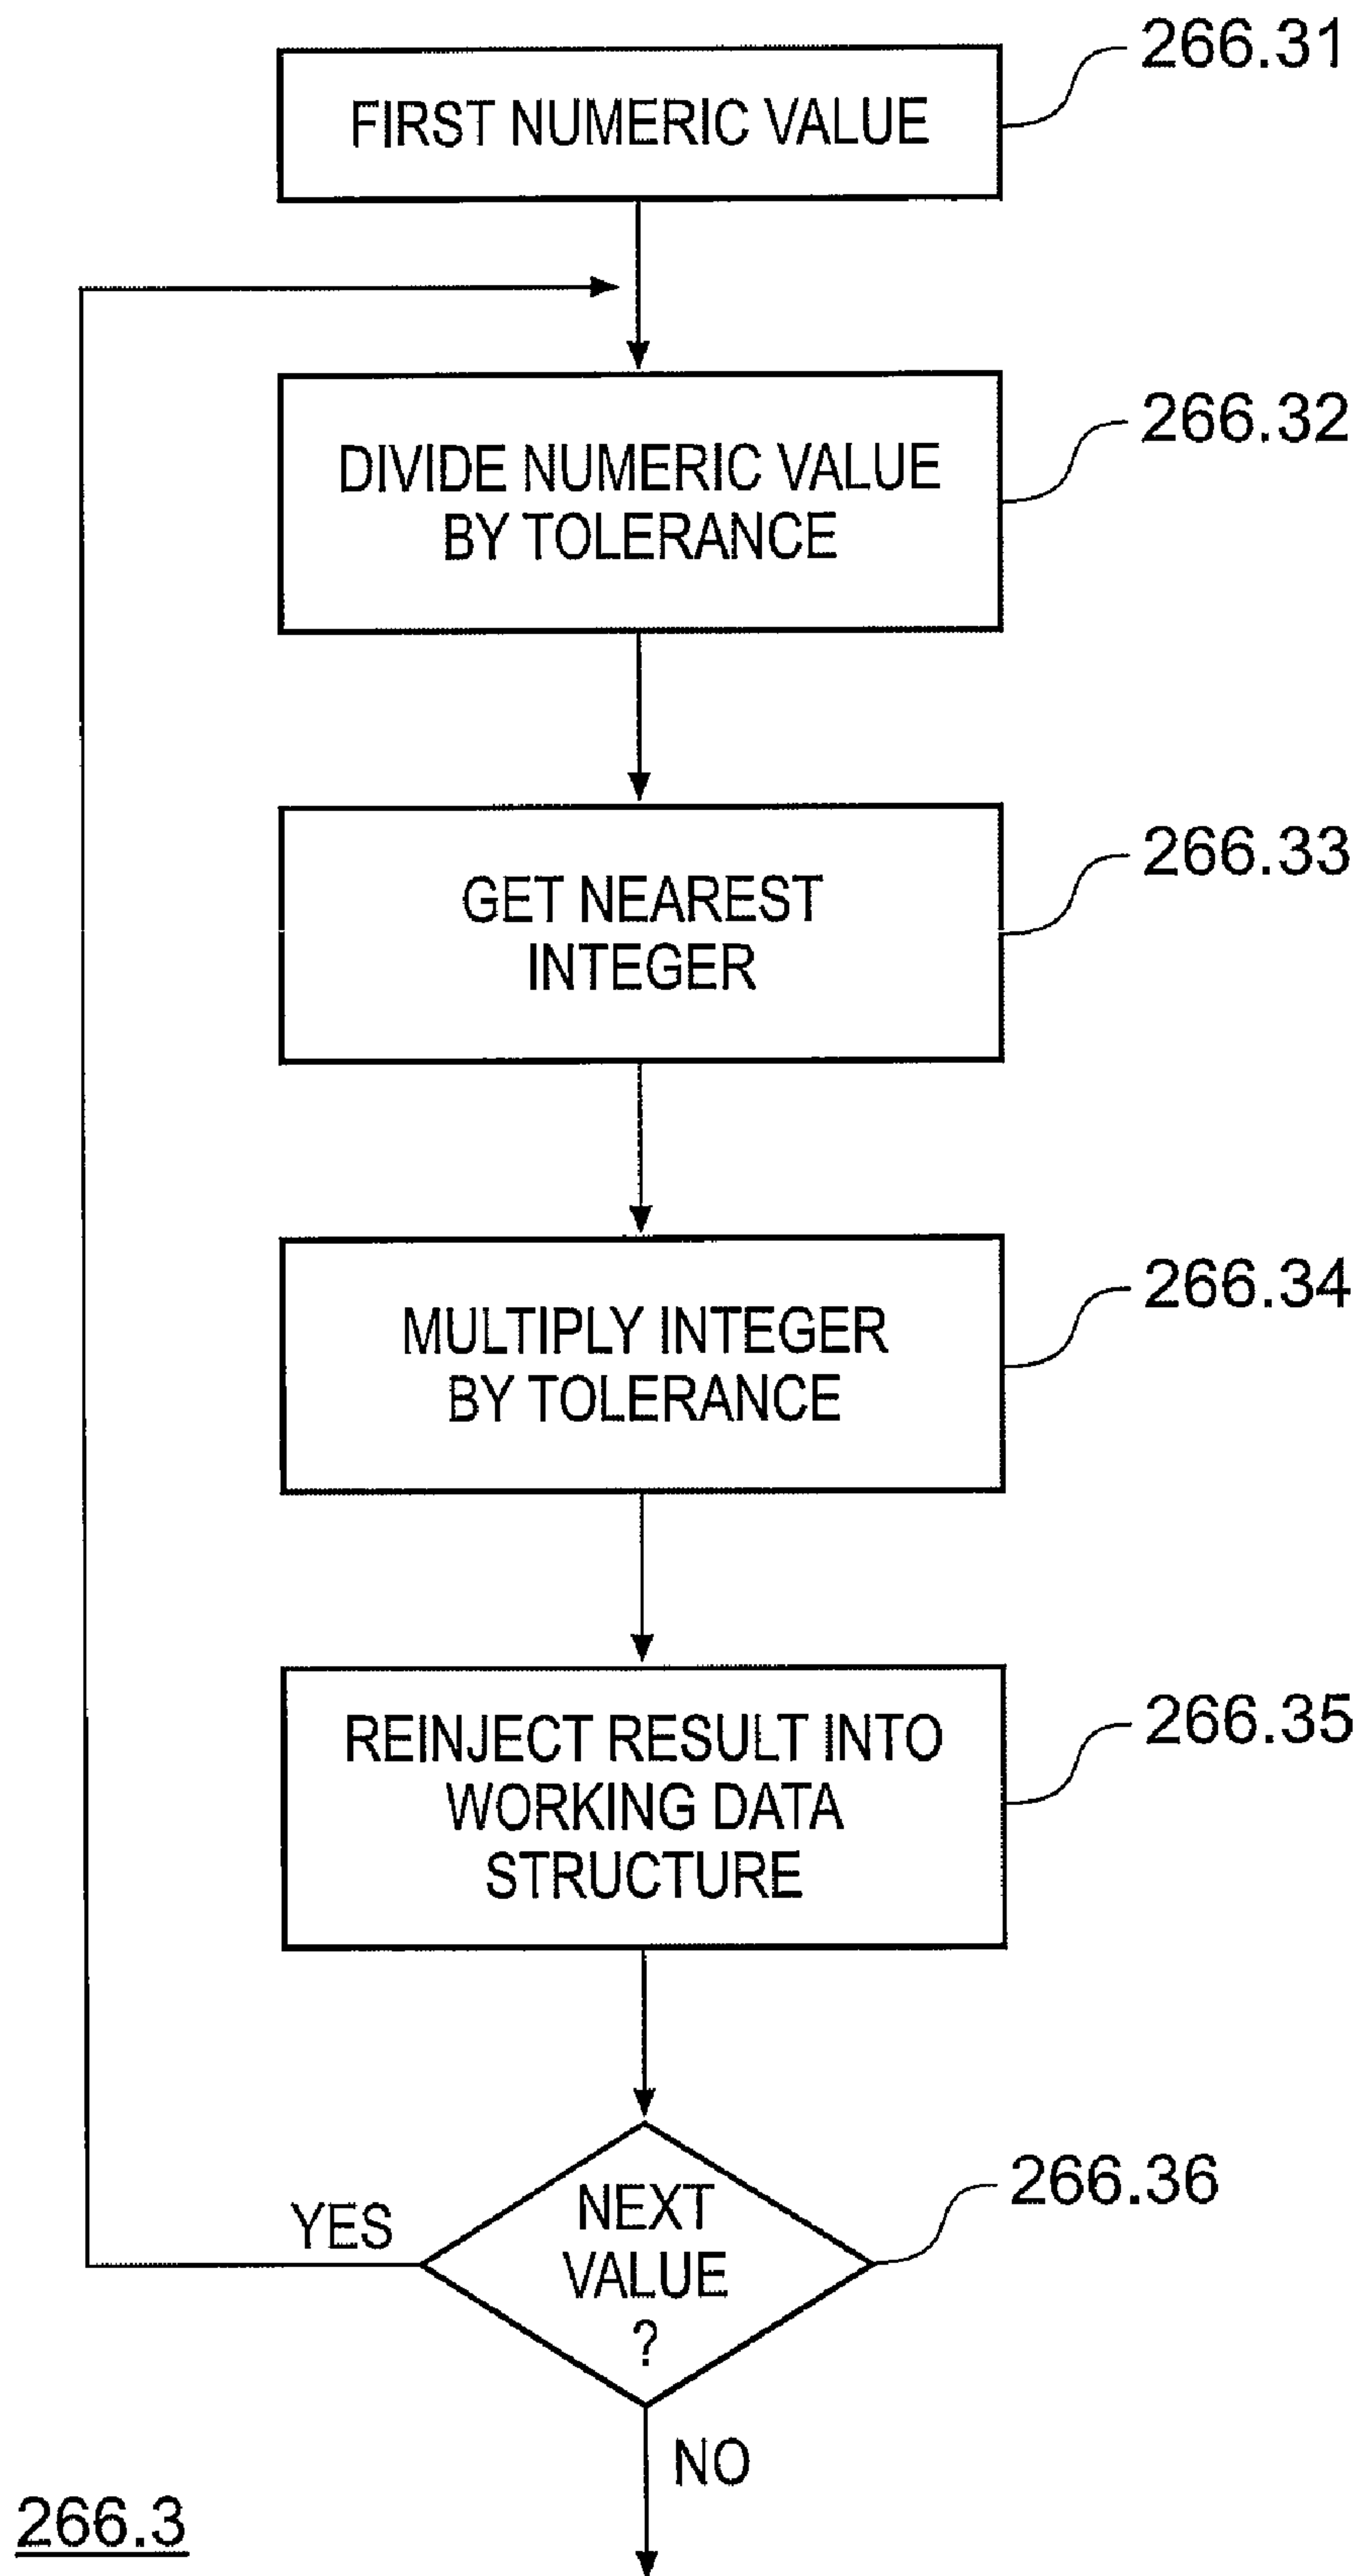 266.31
FIRST NUMERIC VALUE
266.32
DIVIDE NUMERIC VALUE
BY TOLERANCE
266.33
GET NEAREST
INTEGER
266.34
MULTIPLY INTEGER
BY TOLERANCE
266.35
REINJECT RESULT INTO
WORKING DATA
STRUCTURE
266.36
YES
NEXT
VALUE
?
NO
266.3